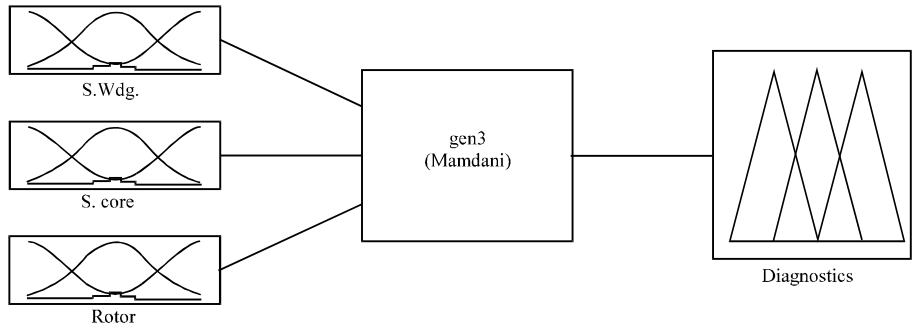 S.Wdg.
gen3
(Mamdani)
S. core
Diagnostics
Rotor